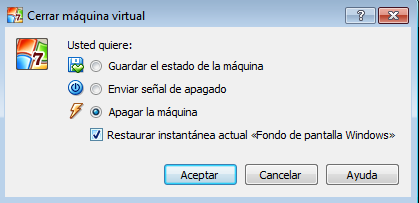 Cerrar máquina virtual
Usted quiere:
Guardar el estado de la máquina
Enviar señal de apagado
Apagar la máquina
Restaurar instantánea actual «Fondo de pantalla Windows»
Aceptar
Cancelar
Ayuda